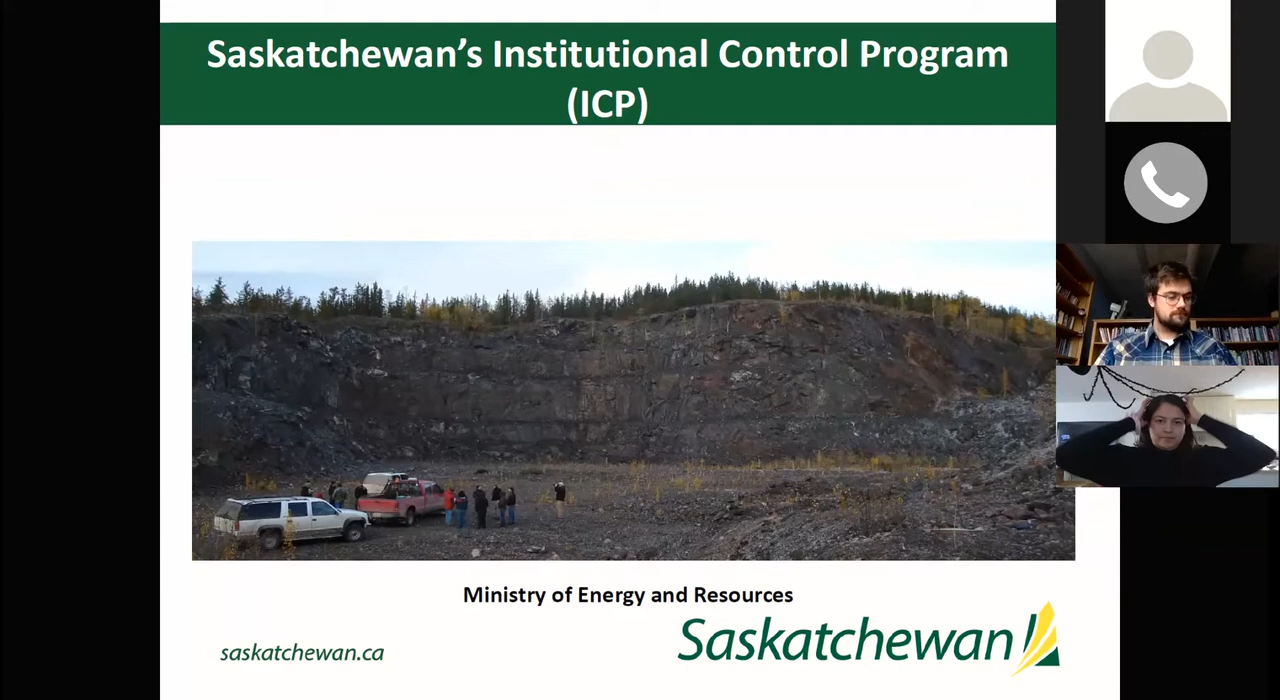 Saskatchewan's Institutional Control Program
(ICP)
Ministry of Energy and Resources
saskatchewan.ca
Saskatchewan